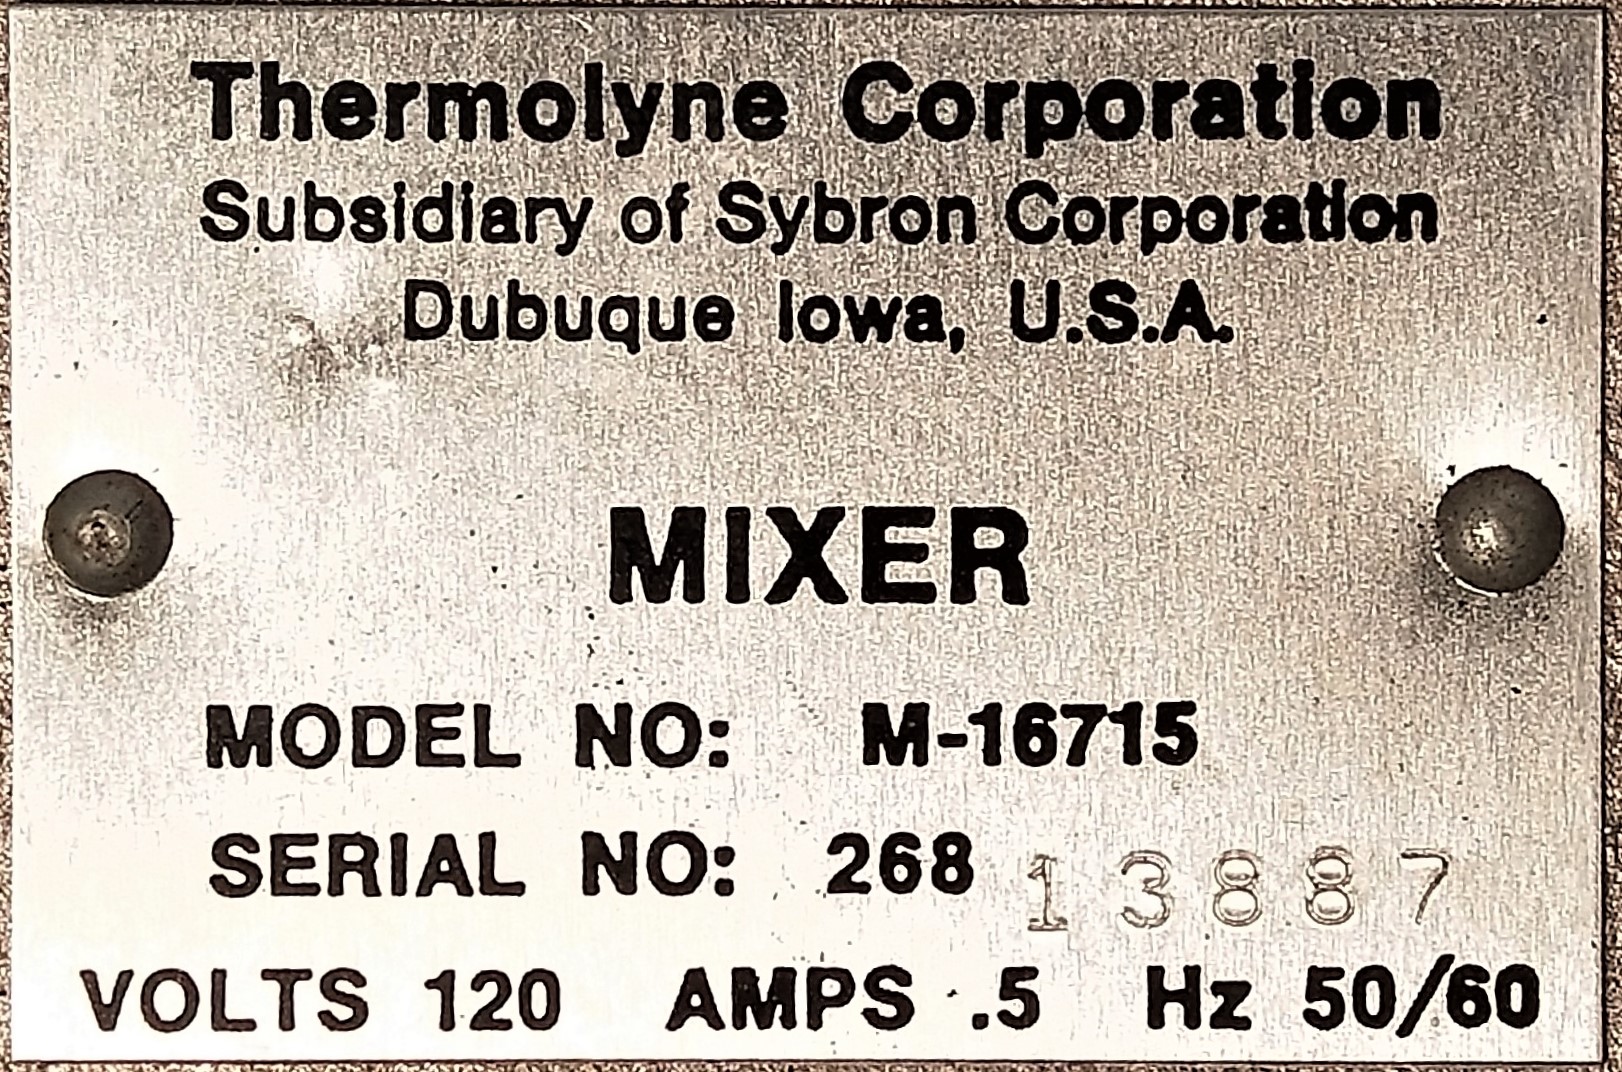 Thermolyne Corporation
Subsidiary of Sybron Corporation
Dubuque Iowa, U.S.A.
MIXER
MODEL NO: M-16715
SERIAL NO: 268 13887
VOLTS 120 AMPS .5 Hz 50/60